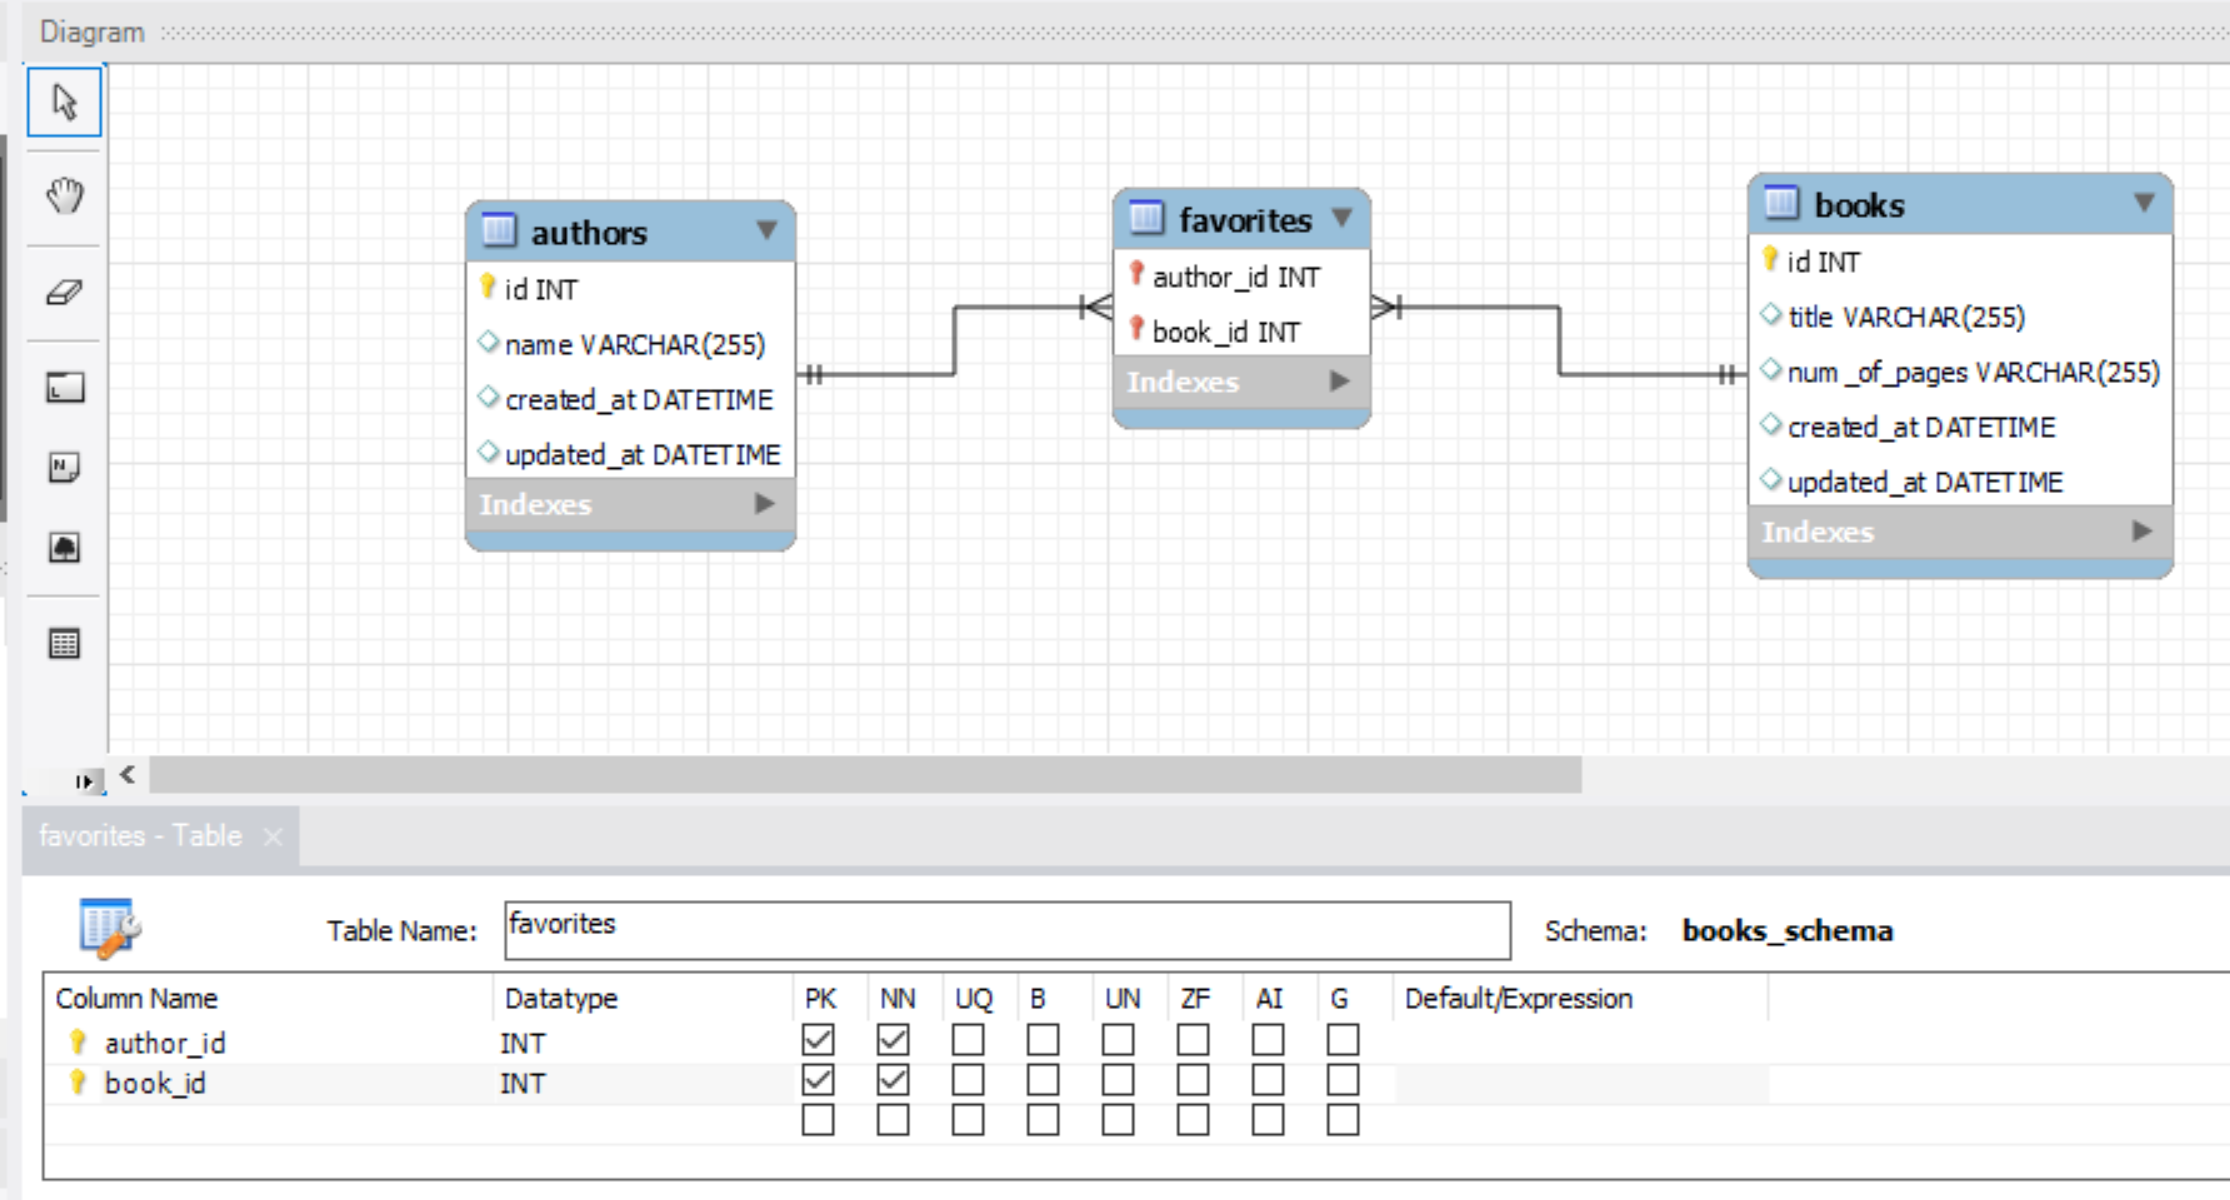 Diagram
authors
id INT
name VARCHAR(255)
created_at DATETIME
updated_at DATETIME
Indexes
favorites
author_id INT
book_id INT
Indexes
books
id INT
title VARCHAR(255)
num_of_pages VARCHAR(255)
created_at DATETIME
updated_at DATETIME
Indexes
favorites - Table
Table Name: favorites Schema: books_schema
Column Name Datatype PK NN UQ B UN ZF AI G Default/Expression
author_id INT
book_id INT